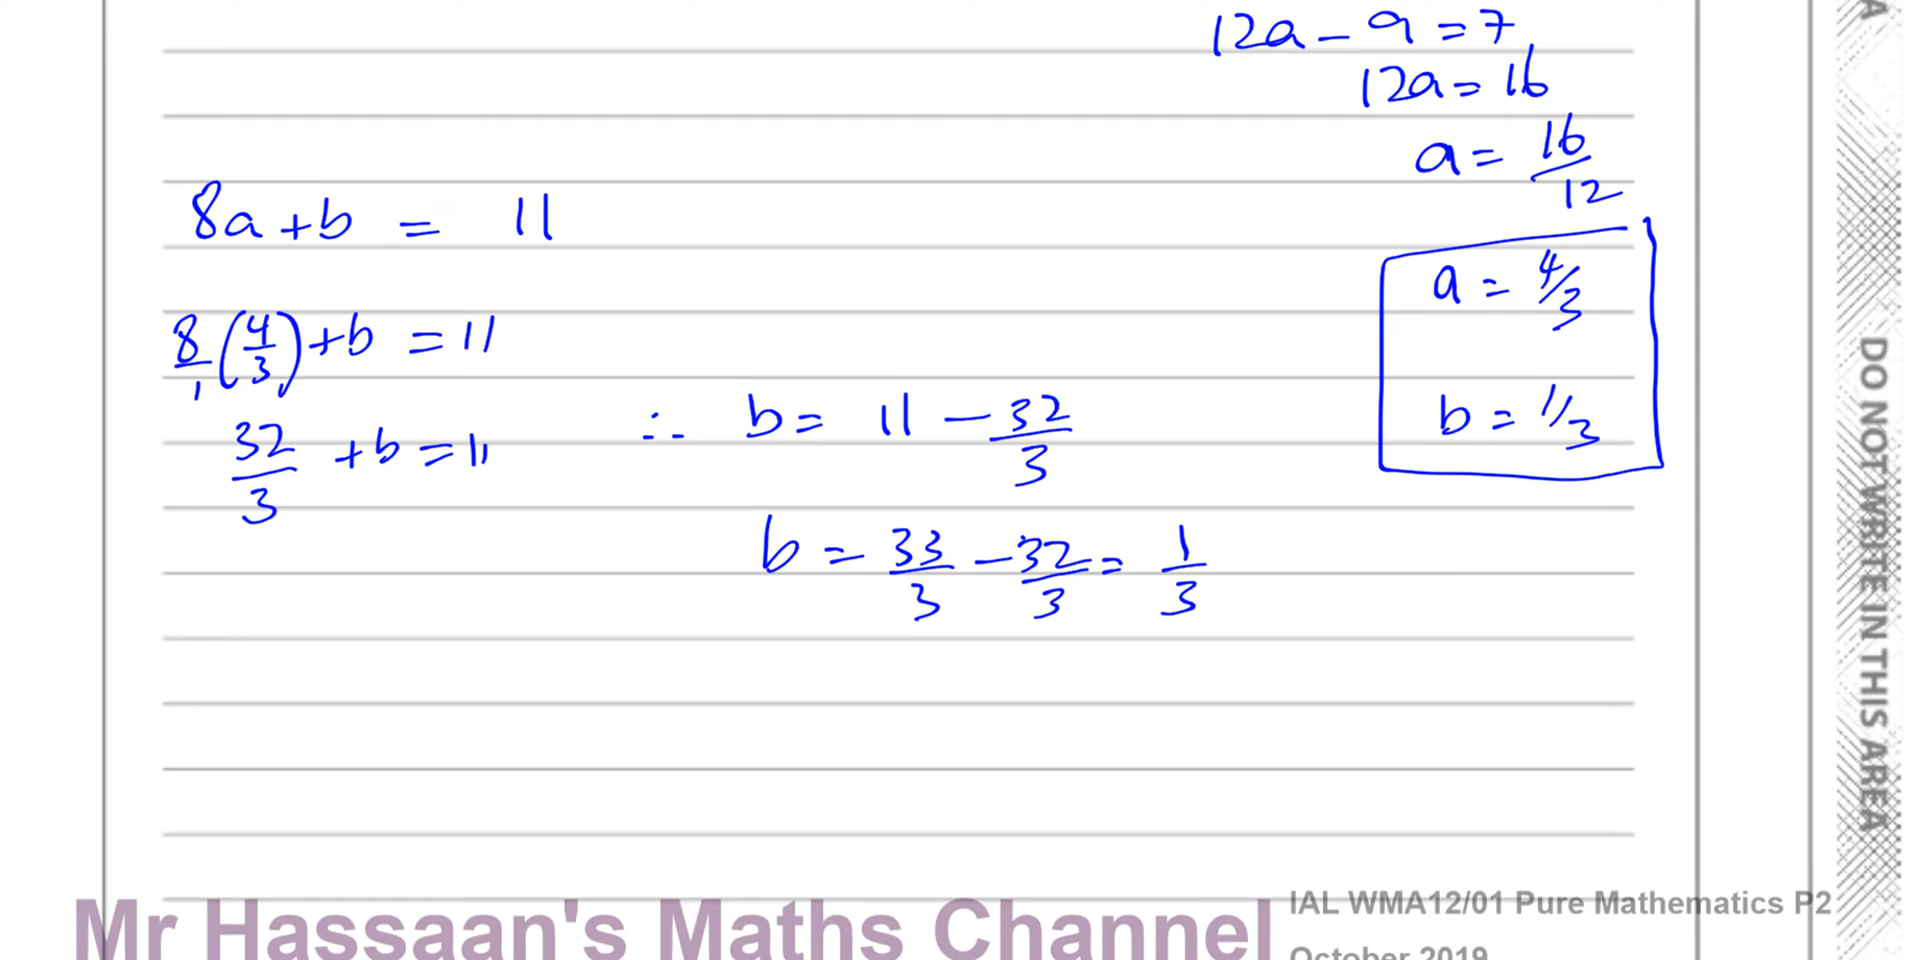 12a - 9 = 7
12a = 16
a = 16/12
8a + b = 11
a = 4/3
8/1 (4/3) + b = 11
b = 1/3
32/3 + b = 11 ∴ b = 11 - 32/3
b = 33/3 - 32/3 = 1/3
DO NOT WRITE IN THIS AREA
Mr Hassaan's Maths Channel
IAL WMA12/01 Pure Mathematics P2
October 2019